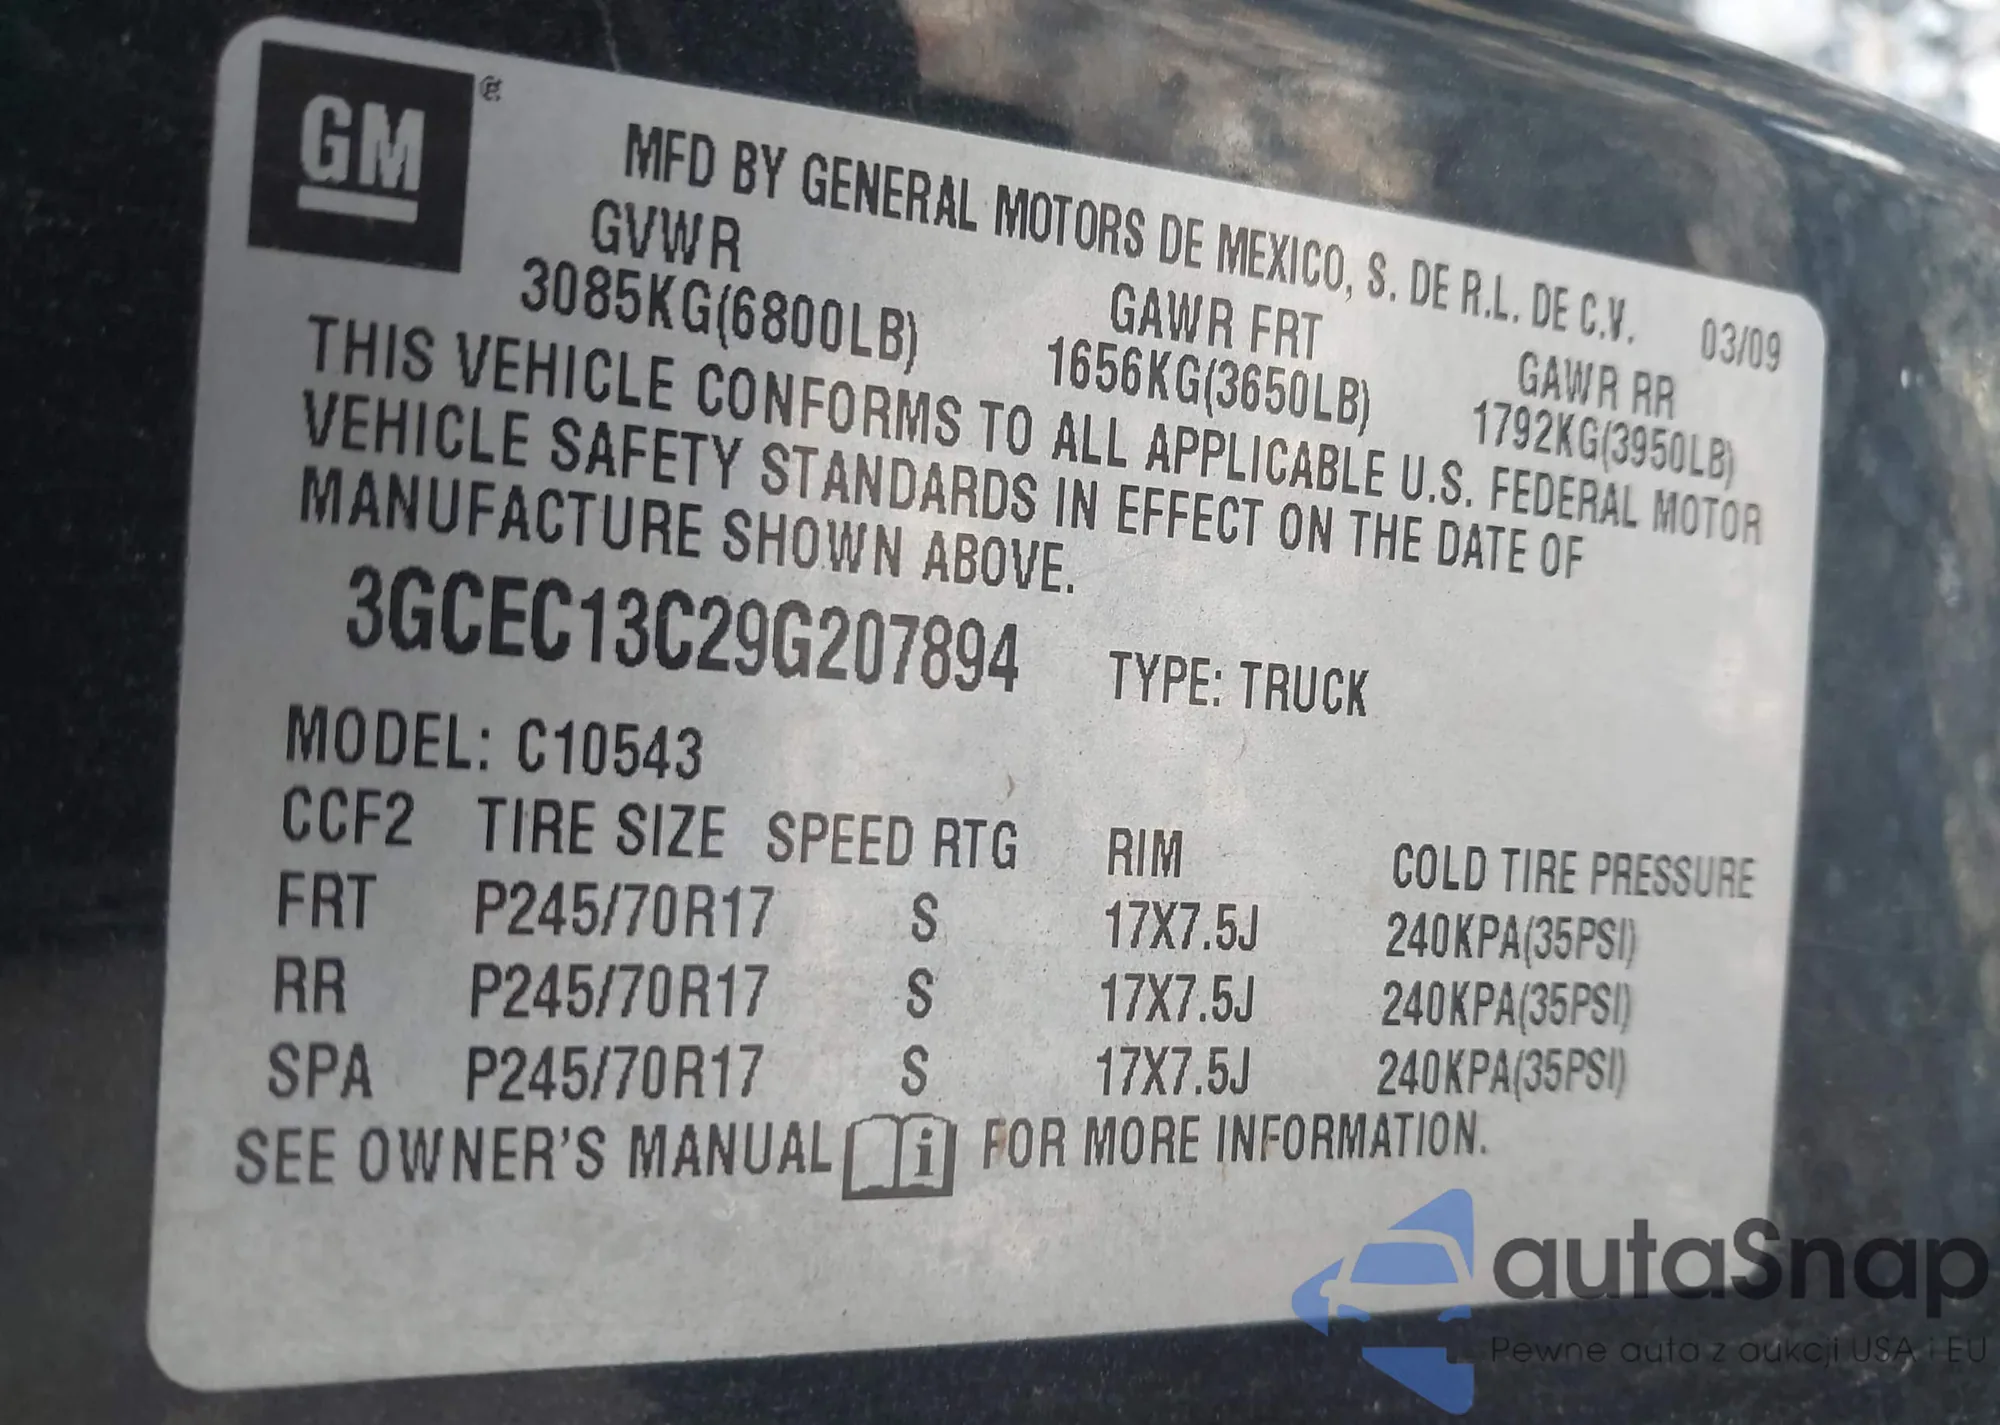 GM
MFD BY GENERAL MOTORS DE MEXICO, S. DE R.L. DE C.V. 03/09
GVWR GAWR FRT GAWR RR
3085KG(6800LB) 1656KG(3650LB) 1792KG(3950LB)
THIS VEHICLE CONFORMS TO ALL APPLICABLE U.S. FEDERAL MOTOR
VEHICLE SAFETY STANDARDS IN EFFECT ON THE DATE OF
MANUFACTURE SHOWN ABOVE.
3GCEC13C29G207894 TYPE: TRUCK
MODEL: C10543
CCF2 TIRE SIZE SPEED RTG RIM COLD TIRE PRESSURE
FRT P245/70R17 S 17X7.5J 240KPA(35PSI)
RR P245/70R17 S 17X7.5J 240KPA(35PSI)
SPA P245/70R17 S 17X7.5J 240KPA(35PSI)
SEE OWNER'S MANUAL i FOR MORE INFORMATION.
autaSnap
Pewne auta z aukcji USA i EU